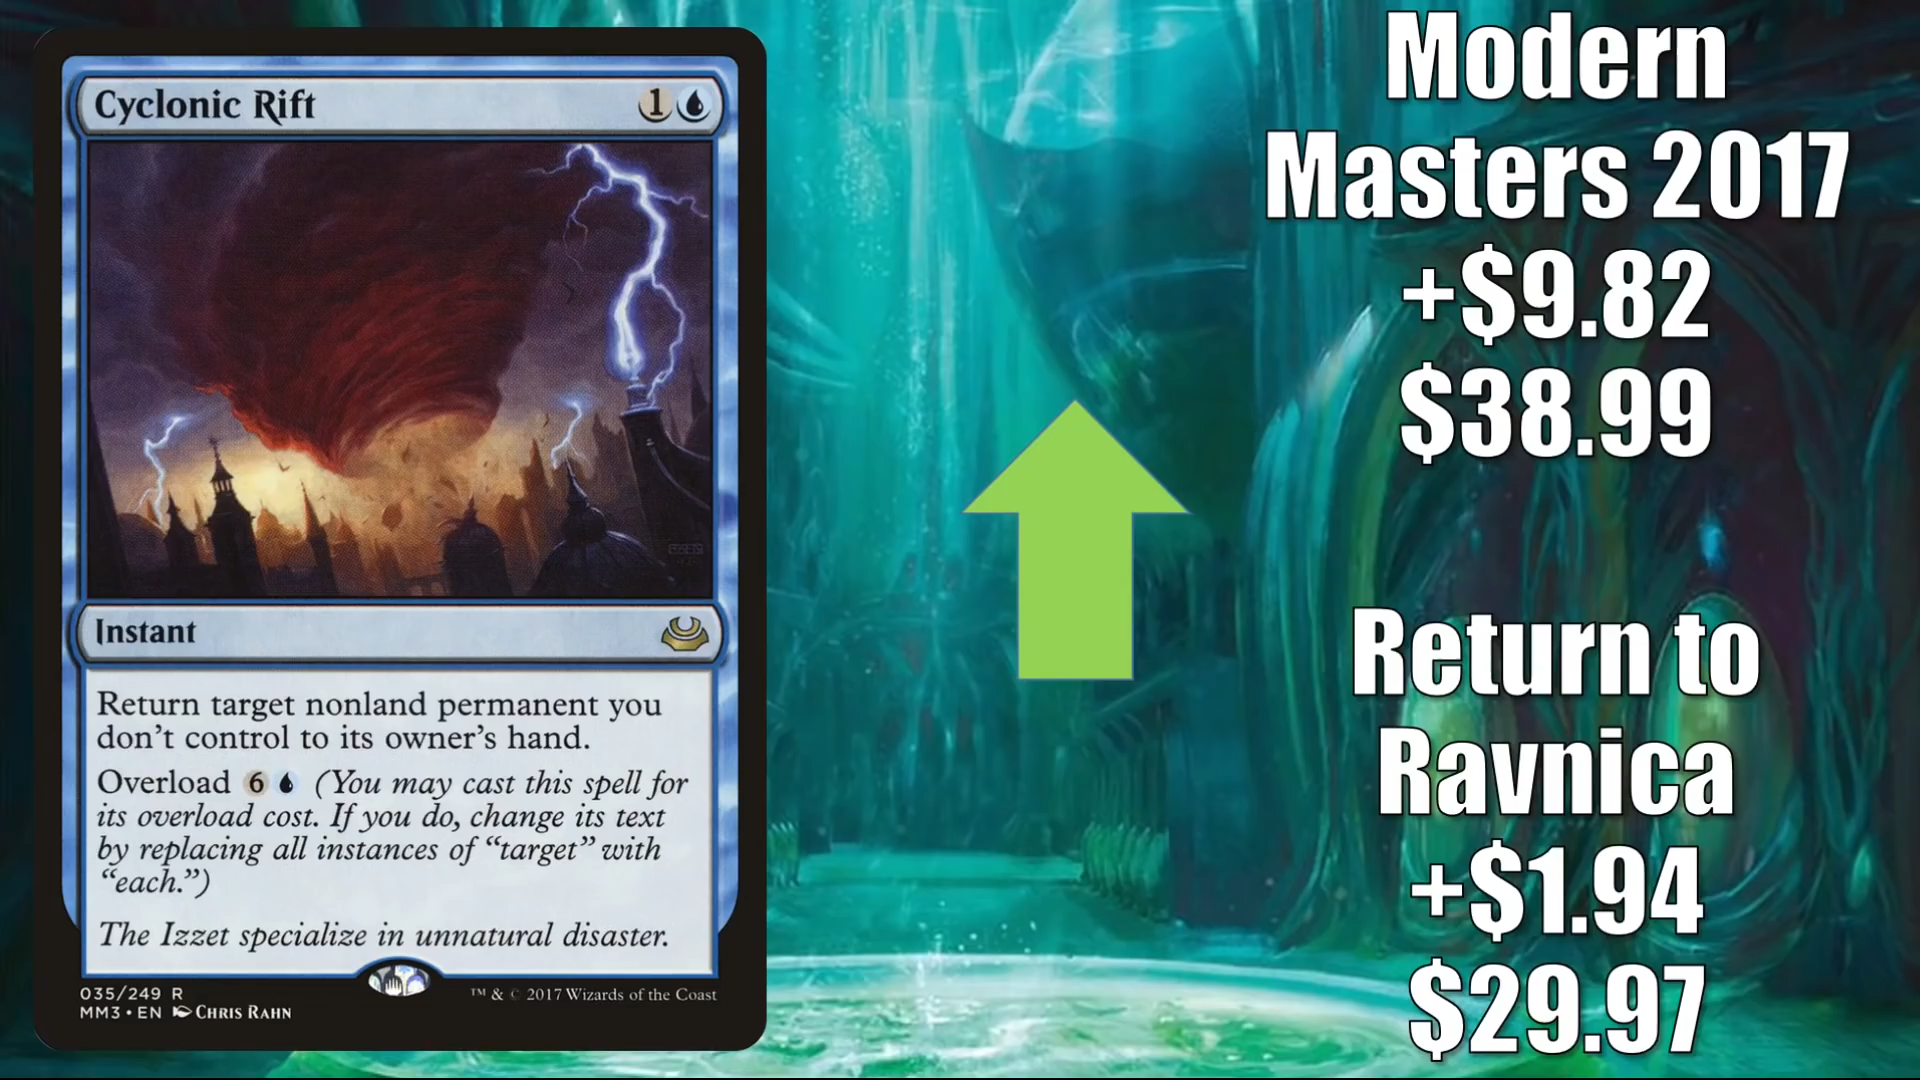 Cyclonic Rift 1
Instant
Return target nonland permanent you
don't control to its owner's hand.
Overload 6 (You may cast this spell for
its overload cost. If you do, change its text
by replacing all instances of “target” with
“each.”)
The Izzet specialize in unnatural disaster.
035/249 R
MM3 • EN Chris Rahn
™ & © 2017 Wizards of the Coast
Modern
Masters 2017
+$9.82
$38.99
Return to
Ravnica
+$1.94
$29.97